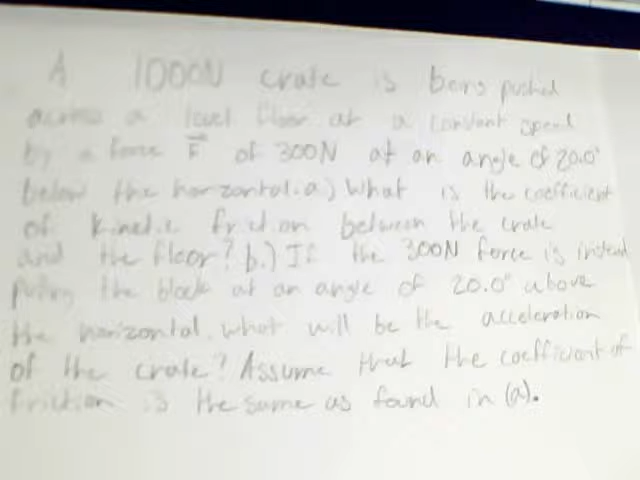 A 1000N crate is being pushed
across a level floor at a constant speed
by a force F⃗ of 300N at an angle of 20.0°
below the horizontal. a.) What is the coefficient
of kinetic friction between the crate
and the floor? b.) If the 300N force is instead
pulling the block at an angle of 20.0° above
the horizontal, what will be the acceleration
of the crate? Assume that the coefficient of
friction is the same as found in (a).